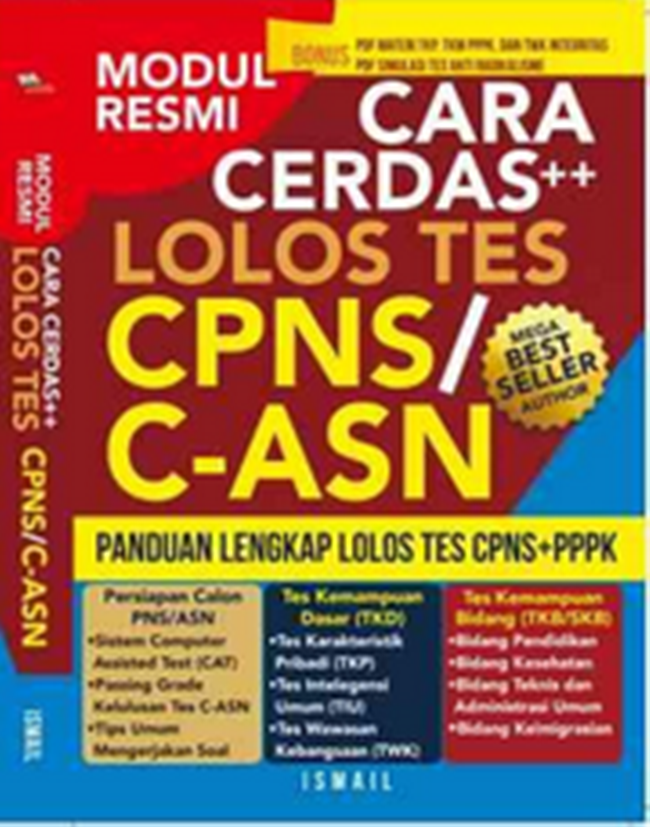 BONUS
PDF MATERI TKP, TKW PPPK, DAN TWK INTEGRITAS
PDF SIMULASI TES ANTI RADIKALISME
MODUL
RESMI
CARA
CERDAS++
LOLOS TES
CPNS/
C-ASN
MEGA
BEST
SELLER
AUTHOR
PANDUAN LENGKAP LOLOS TES CPNS+PPPK
Persiapan Calon
PNS/ASN
•Sistem Computer
Assisted Test (CAT)
•Passing Grade
Kelulusan Tes C-ASN
•Tips Umum
Mengerjakan Soal
Tes Kemampuan
Dasar (TKD)
•Tes Karakteristik
Pribadi (TKP)
•Tes Intelegensi
Umum (TIU)
•Tes Wawasan
Kebangsaan (TWK)
Tes Kemampuan
Bidang (TKB/SKB)
•Bidang Pendidikan
•Bidang Kesehatan
•Bidang Teknis dan
Administrasi Umum
•Bidang Keimigrasian
ISMAIL
MODUL
RESMI
CARA CERDAS++
LOLOS TES
CPNS/C-ASN
ISMAIL